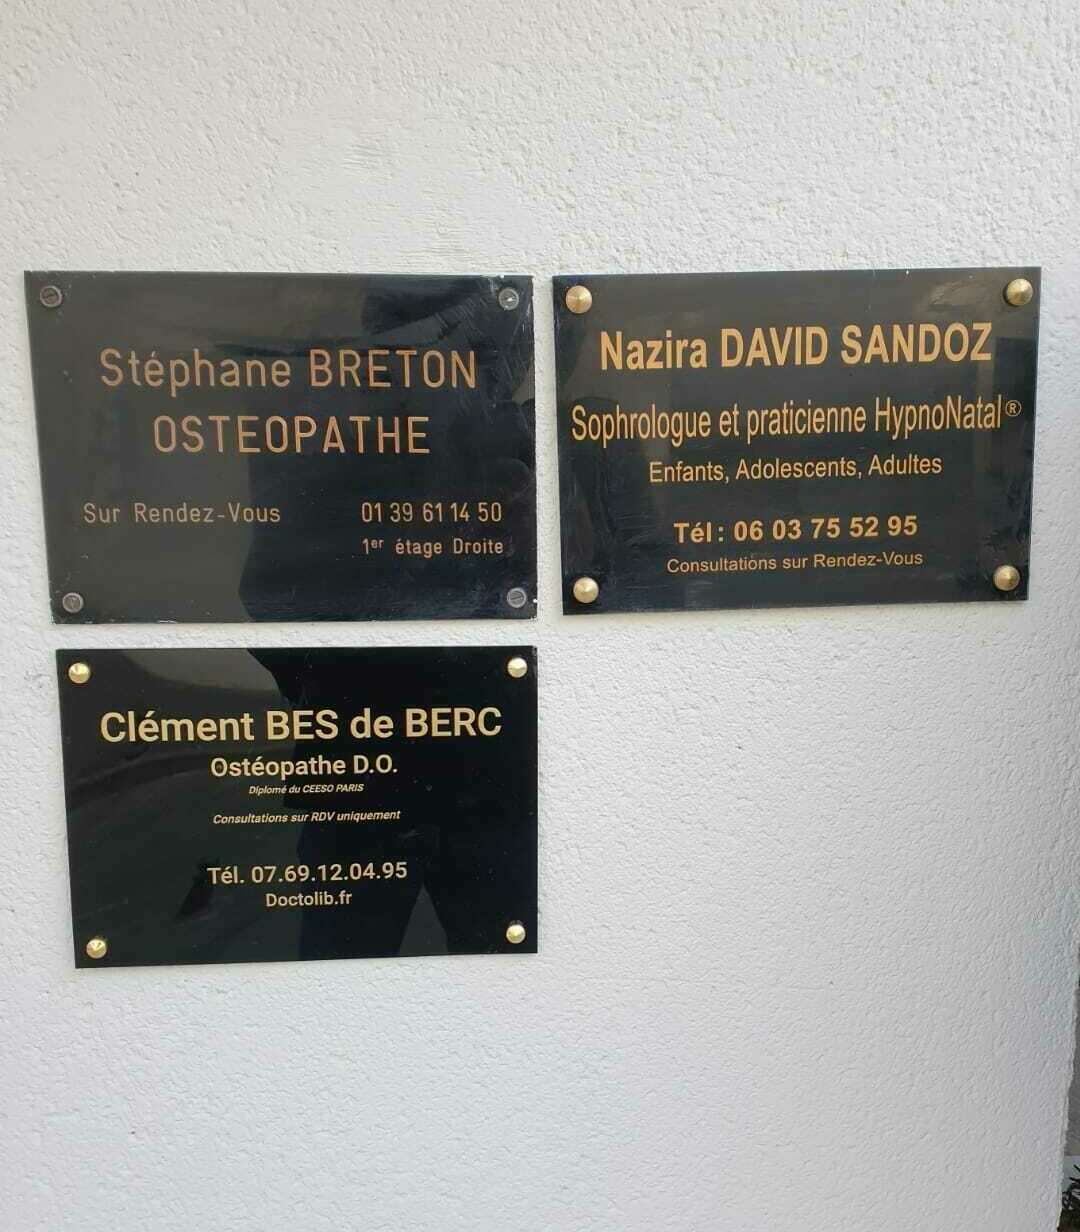 Stéphane BRETON
OSTEOPATHE
Sur Rendez-Vous 01 39 61 14 50
1er étage Droite
Nazira DAVID SANDOZ
Sophrologue et praticienne HypnoNatal®
Enfants, Adolescents, Adultes
Tél : 06 03 75 52 95
Consultations sur Rendez-Vous
Clément BES de BERC
Ostéopathe D.O.
Diplomé du CEESO PARIS
Consultations sur RDV uniquement
Tél. 07.69.12.04.95
Doctolib.fr